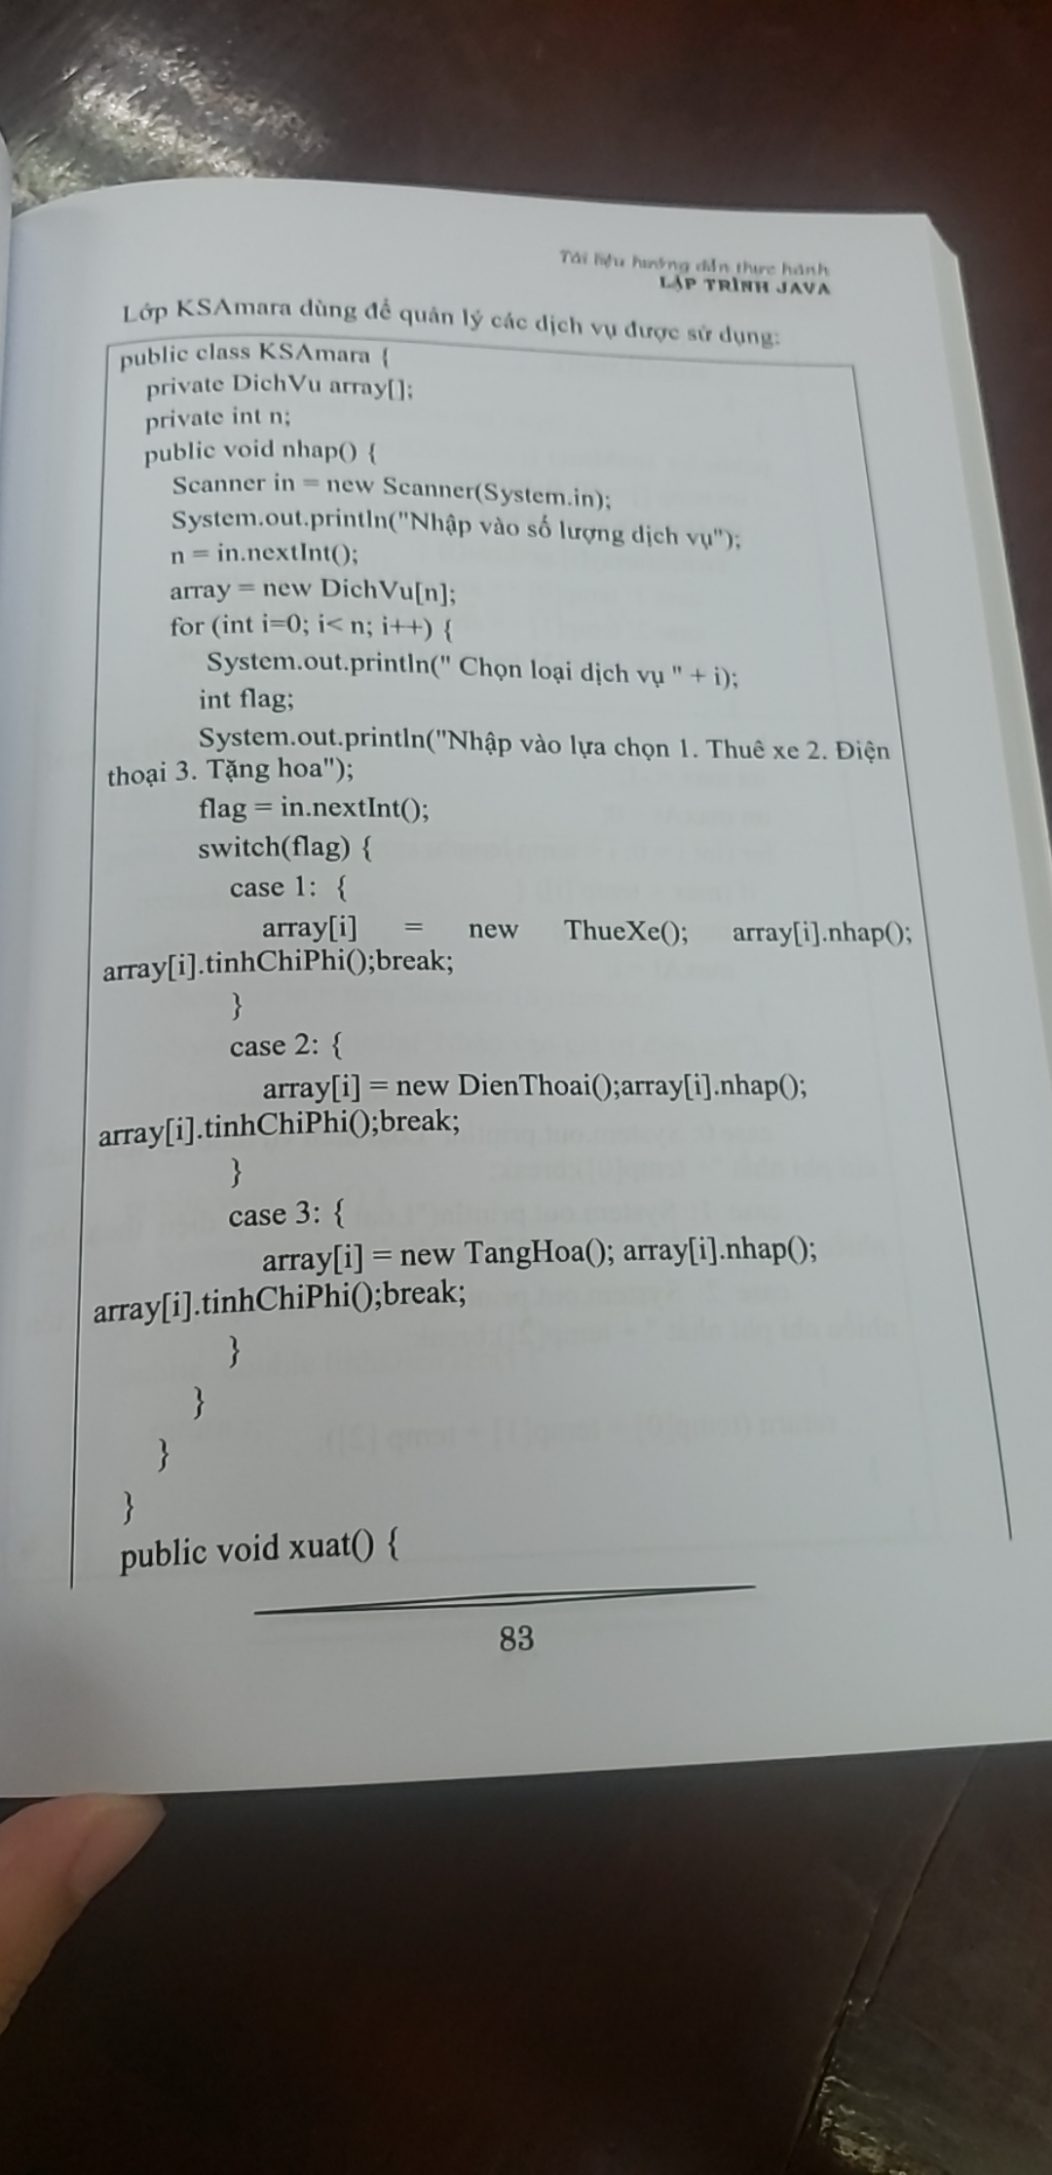 Tài liệu hướng dẫn thực hành
LẬP TRÌNH JAVA
Lớp KSAmara dùng để quản lý các dịch vụ được sử dụng:
public class KSAmara {
private DichVu array[];
private int n;
public void nhap() {
Scanner in = new Scanner(System.in);
System.out.println("Nhập vào số lượng dịch vụ");
n = in.nextInt();
array = new DichVu[n];
for (int i=0; i< n; i++) {
System.out.println(" Chọn loại dịch vụ " + i);
int flag;
System.out.println("Nhập vào lựa chọn 1. Thuê xe 2. Điện
thoại 3. Tặng hoa");
flag = in.nextInt();
switch(flag) {
case 1: {
array[i] = new ThueXe(); array[i].nhap();
array[i].tinhChiPhi();break;
}
case 2: {
array[i] = new DienThoai();array[i].nhap();
array[i].tinhChiPhi();break;
}
case 3: {
array[i] = new TangHoa(); array[i].nhap();
array[i].tinhChiPhi();break;
}
}
}
}
public void xuat() {
83